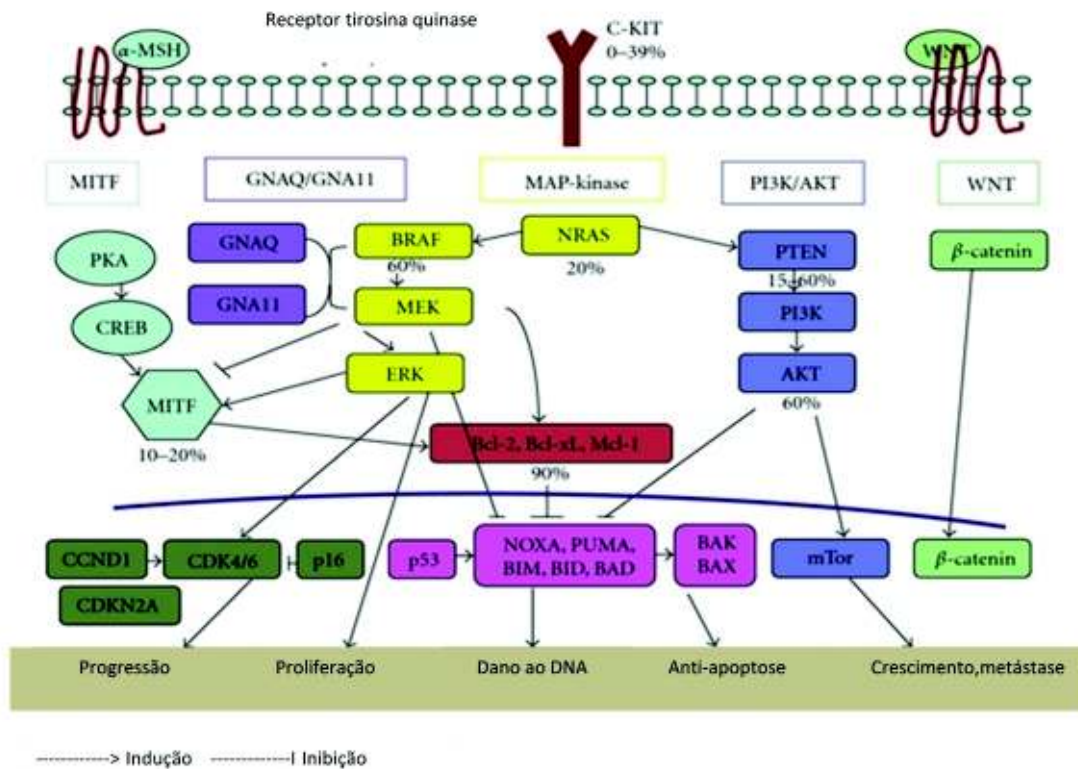 Receptor tirosina quinase
α-MSH
C-KIT
0–39%
WNT
MITF
GNAQ/GNA11
MAP-kinase
PI3K/AKT
WNT
PKA
CREB
MITF
10–20%
GNAQ
GNA11
BRAF
60%
MEK
ERK
NRAS
20%
PTEN
15–60%
PI3K
AKT
60%
β-catenin
Bcl-2, Bcl-xL, Mcl-1
90%
CCND1
CDK4/6
p16
CDKN2A
p53
NOXA, PUMA,
BIM, BID, BAD
BAK
BAX
mTor
β-catenin
Progressão
Proliferação
Dano ao DNA
Anti-apoptose
Crescimento,metástase
------------> Indução ------------I Inibição